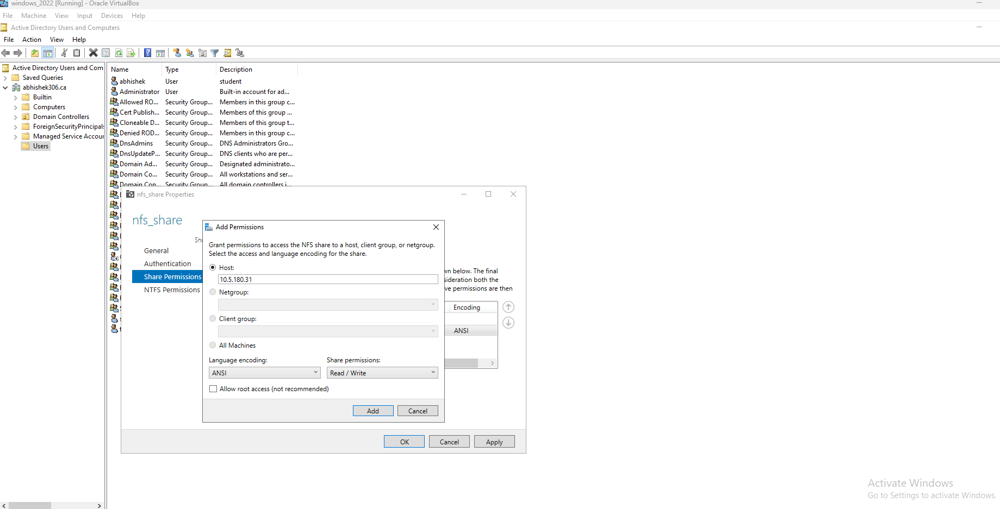 windows_2022 [Running] - Oracle VirtualBox
File Machine View Input Devices Help
Active Directory Users and Computers
File Action View Help
Active Directory Users and Com
Saved Queries
abhishek306.ca
Builtin
Computers
Domain Controllers
ForeignSecurityPrincipal
Managed Service Accour
Users
Name Type Description
abhishek User student
Administrator User Built-in account for ad...
Allowed RO... Security Group... Members in this group c...
Cert Publish... Security Group... Members of this group ...
Cloneable D... Security Group... Members of this group t...
Denied ROD... Security Group... Members in this group c...
DnsAdmins Security Group... DNS Administrators Gro...
DnsUpdateP... Security Group... DNS clients who are per...
Domain Ad... Security Group... Designated administrato...
Domain Co... Security Group... All workstations and ser...
Domain Con... Security Group... All domain controllers i...
nfs_share Properties
nfs_share
Sho
General
Authentication
Share Permissions
NTFS Permissions
wn below. The final
sideration both the
ve permissions are then
Encoding
ANSI
Add Permissions
Grant permissions to access the NFS share to a host, client group, or netgroup.
Select the access and language encoding for the share.
Host:
10.5.180.31
Netgroup:
Client group:
All Machines
Language encoding: Share permissions:
ANSI Read / Write
Allow root access (not recommended)
Add Cancel
OK Cancel Apply
Activate Windows
Go to Settings to activate Windows.